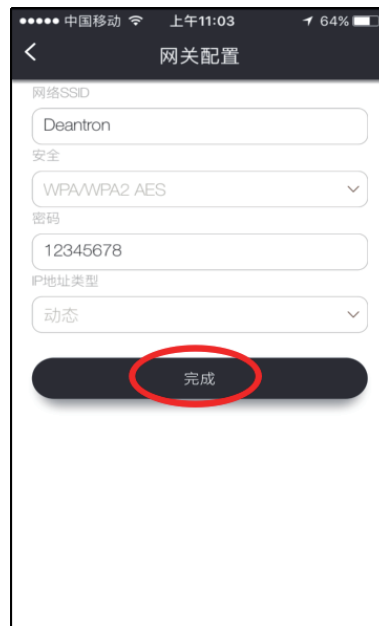 中国移动 上午11:03 64%
网关配置
网络SSID
Deantron
安全
WPA/WPA2 AES
密码
12345678
IP地址类型
动态
完成